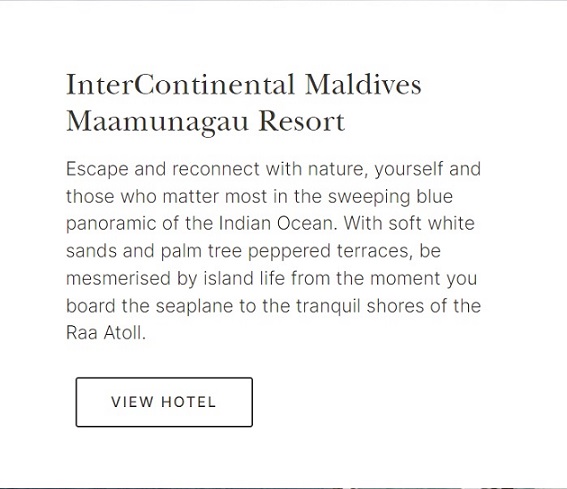 InterContinental Maldives
Maamunagau Resort
Escape and reconnect with nature, yourself and
those who matter most in the sweeping blue
panoramic of the Indian Ocean. With soft white
sands and palm tree peppered terraces, be
mesmerised by island life from the moment you
board the seaplane to the tranquil shores of the
Raa Atoll.
VIEW HOTEL